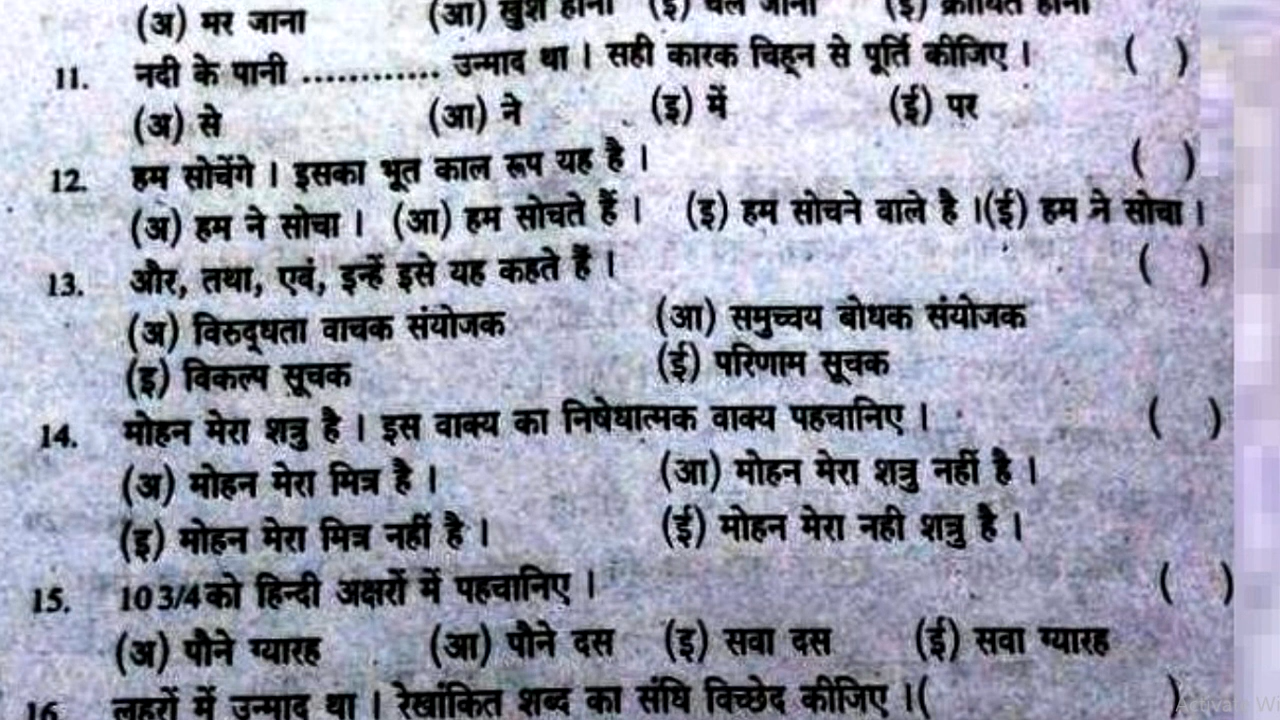 (अ) मर जाना (आ) खुश होना (इ) चले जाना (ई) क्रोधित होना
11. नदी के पानी ............ उन्माद था । सही कारक चिह्न से पूर्ति कीजिए । ( )
(अ) से (आ) ने (इ) में (ई) पर
12. हम सोचेंगे । इसका भूत काल रूप यह है । ( )
(अ) हम ने सोचा । (आ) हम सोचते हैं । (इ) हम सोचने वाले है ।(ई) हम ने सोचा ।
13. और, तथा, एवं, इन्हें इसे यह कहते हैं । ( )
(अ) विरुद्धता वाचक संयोजक (आ) समुच्चय बोधक संयोजक
(इ) विकल्प सूचक (ई) परिणाम सूचक
14. मोहन मेरा शत्रु है । इस वाक्य का निषेधात्मक वाक्य पहचानिए । ( )
(अ) मोहन मेरा मित्र है । (आ) मोहन मेरा शत्रु नहीं है ।
(इ) मोहन मेरा मित्र नहीं है । (ई) मोहन मेरा नही शत्रु है ।
15. 10 3/4को हिन्दी अक्षरों में पहचानिए । ( )
(अ) पौने ग्यारह (आ) पौने दस (इ) सवा दस (ई) सवा ग्यारह
16 लहरों में उन्माद था । रेखांकित शब्द का संधि विच्छेद कीजिए ।( )
Activate W